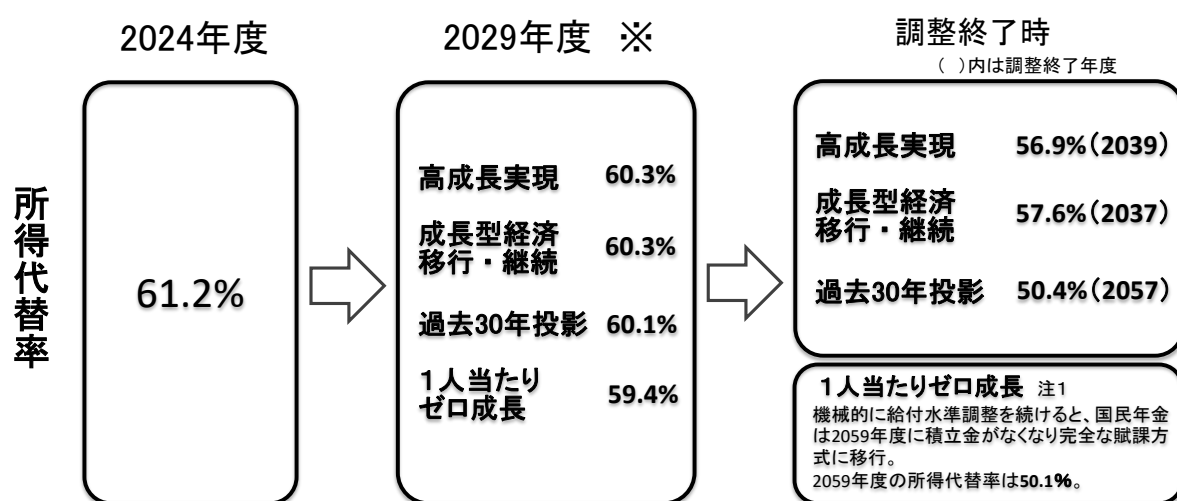 2024年度
2029年度 ※
調整終了時
( )内は調整終了年度
所得代替率
61.2%
高成長実現 60.3%
成長型経済
移行・継続 60.3%
過去30年投影 60.1%
1人当たり
ゼロ成長 59.4%
高成長実現 56.9%(2039)
成長型経済
移行・継続 57.6%(2037)
過去30年投影 50.4%(2057)
1人当たりゼロ成長 注1
機械的に給付水準調整を続けると、国民年金
は2059年度に積立金がなくなり完全な賦課方
式に移行。
2059年度の所得代替率は50.1%。